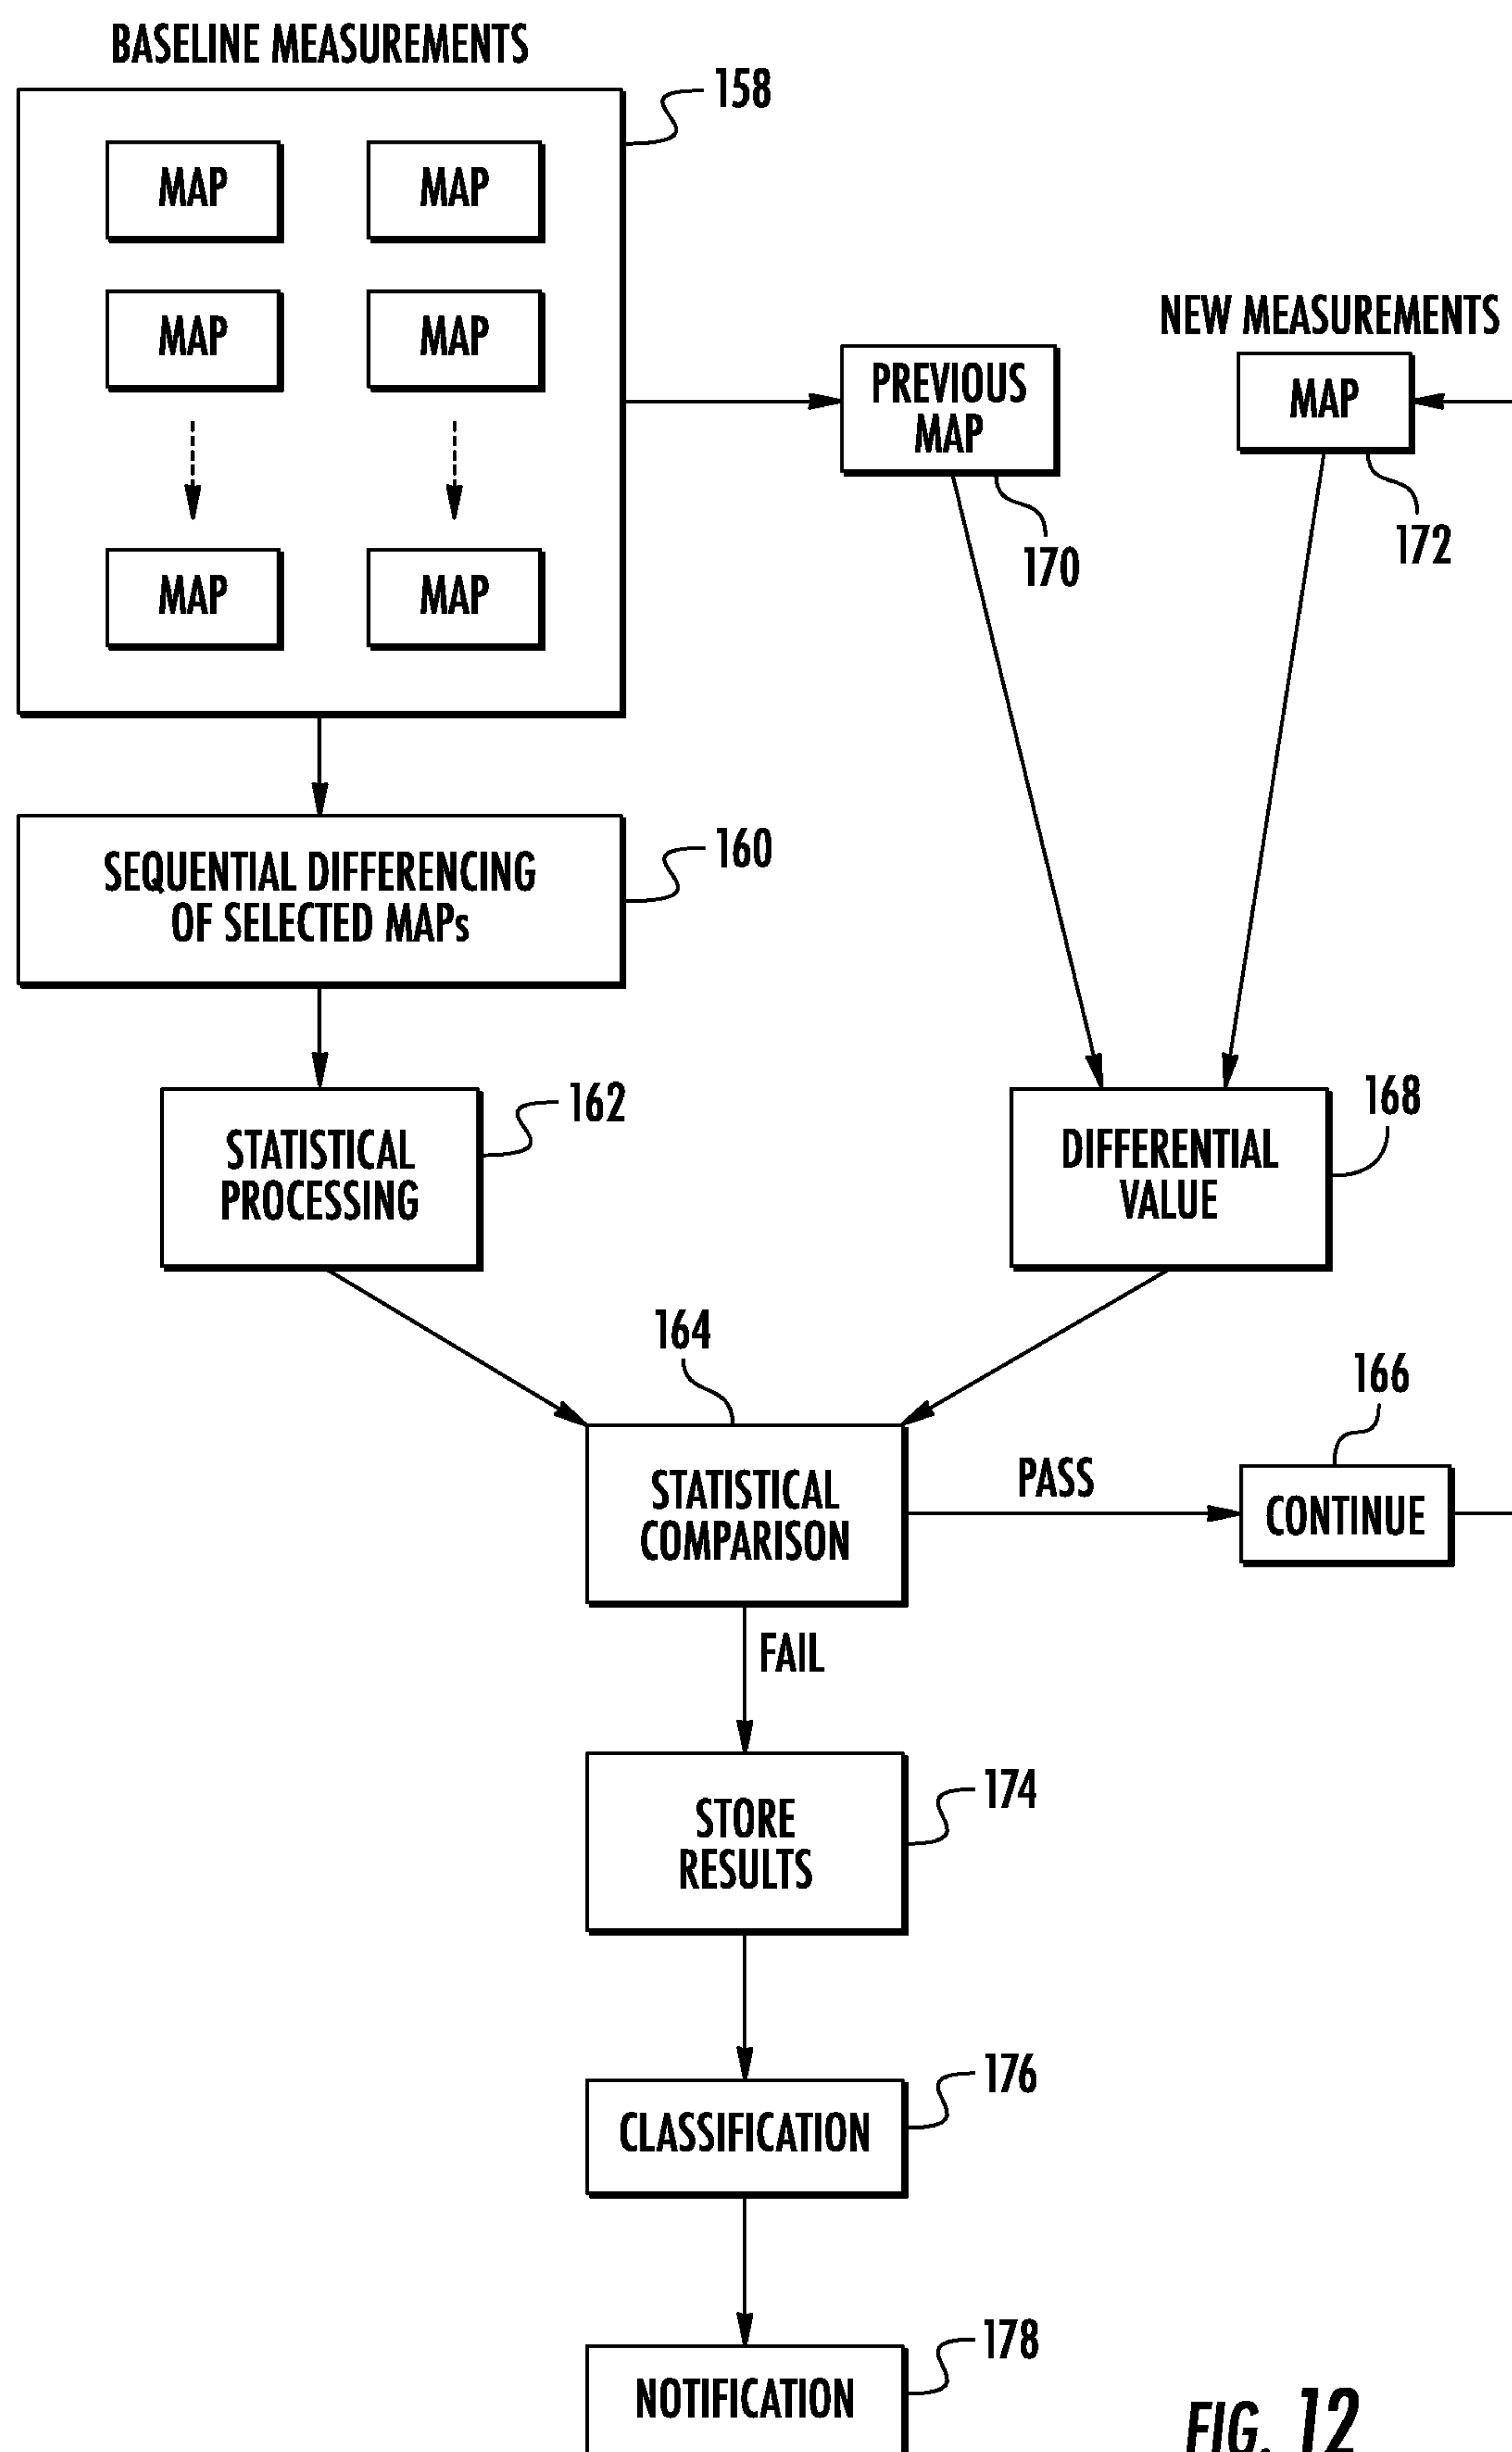 BASELINE MEASUREMENTS
158
MAP MAP
MAP MAP
MAP MAP
PREVIOUS
MAP
170
NEW MEASUREMENTS
MAP
172
SEQUENTIAL DIFFERENCING
OF SELECTED MAPs
160
STATISTICAL
PROCESSING
162
DIFFERENTIAL
VALUE
168
164
STATISTICAL
COMPARISON
PASS
166
CONTINUE
FAIL
STORE
RESULTS
174
CLASSIFICATION
176
NOTIFICATION
178
FIG. 12